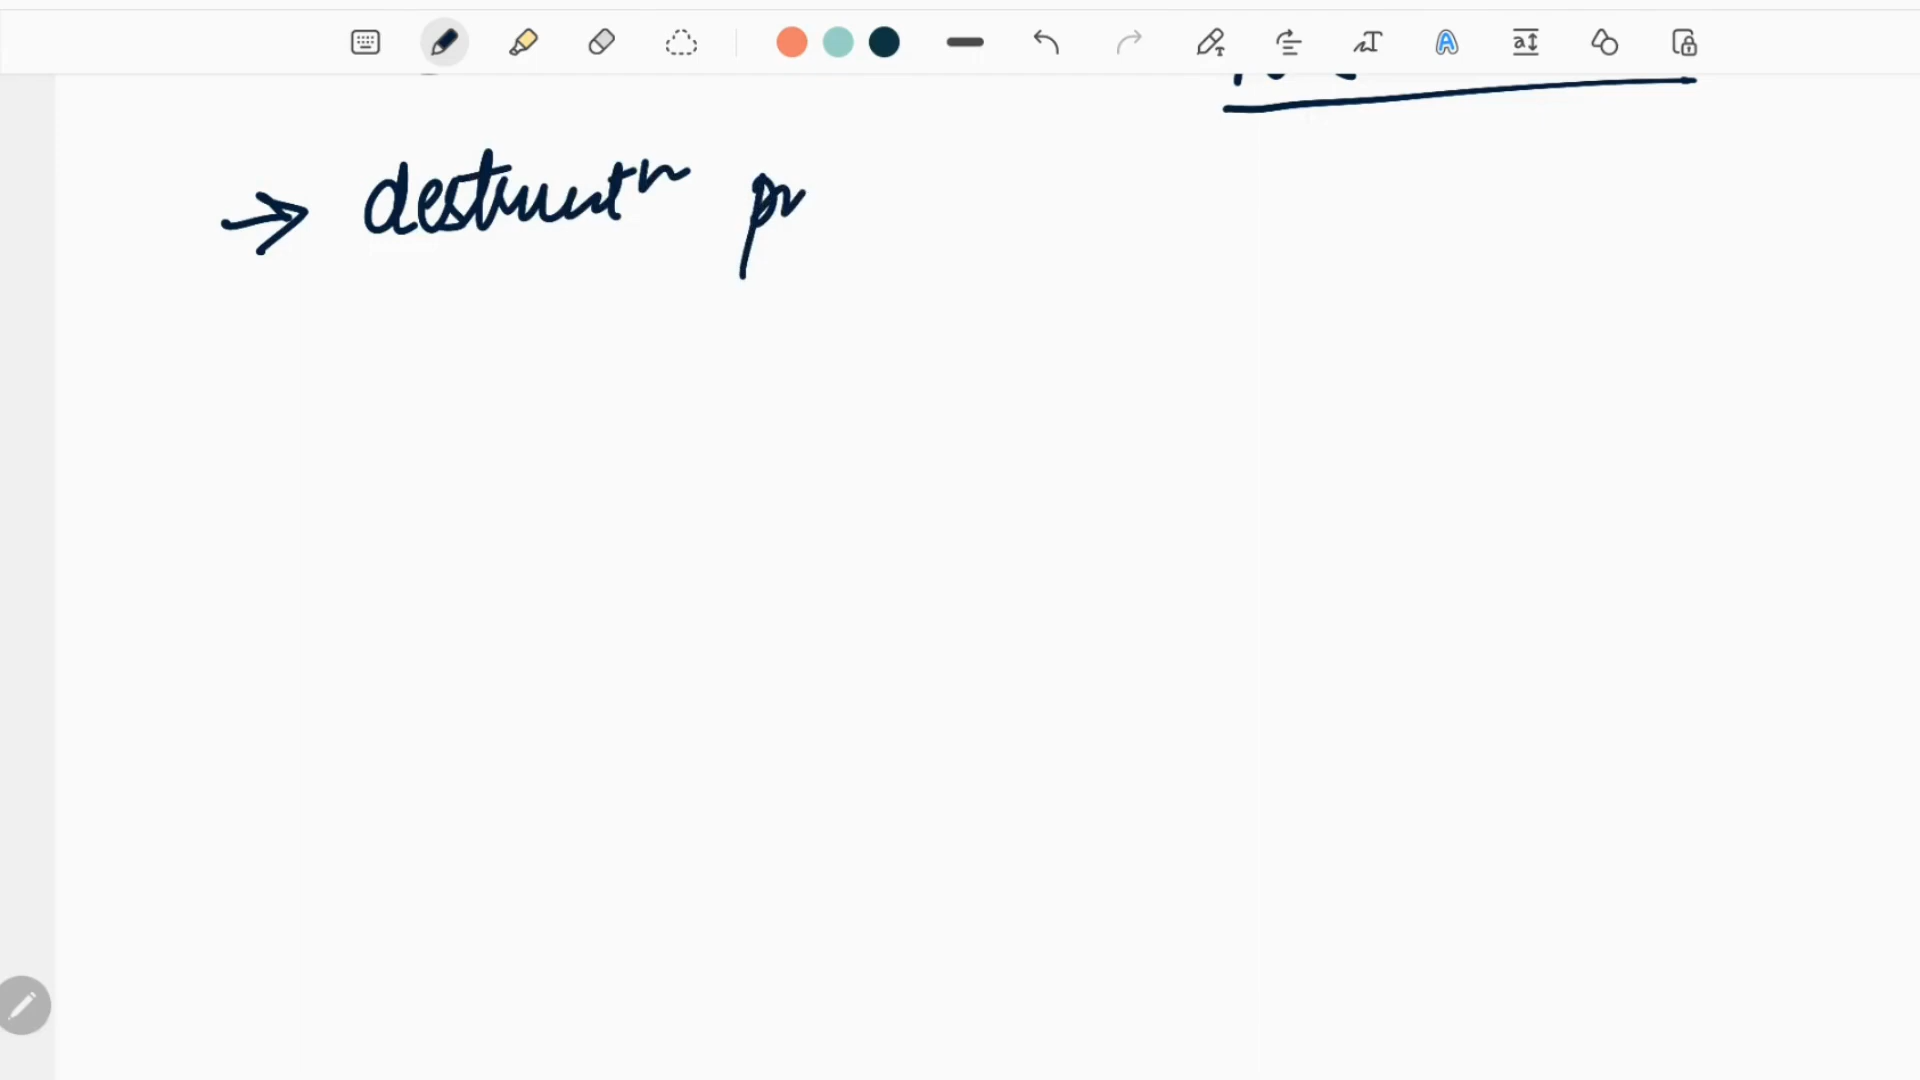 → destructn pr